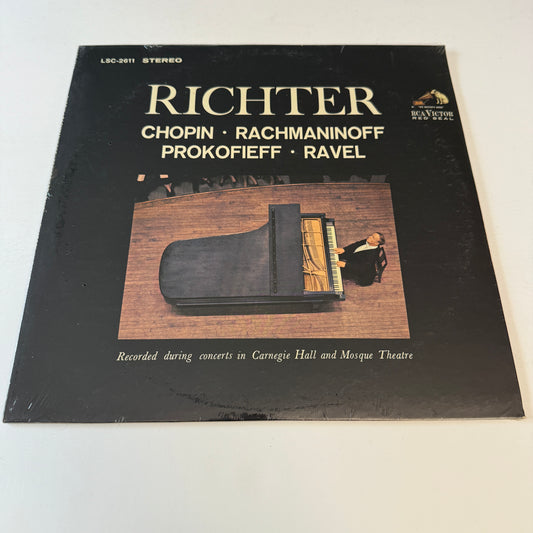 LSC-2611 STEREO
RICHTER
CHOPIN · RACHMANINOFF
PROKOFIEFF · RAVEL
RCA VICTOR
RED SEAL
Recorded during concerts in Carnegie Hall and Mosque Theatre